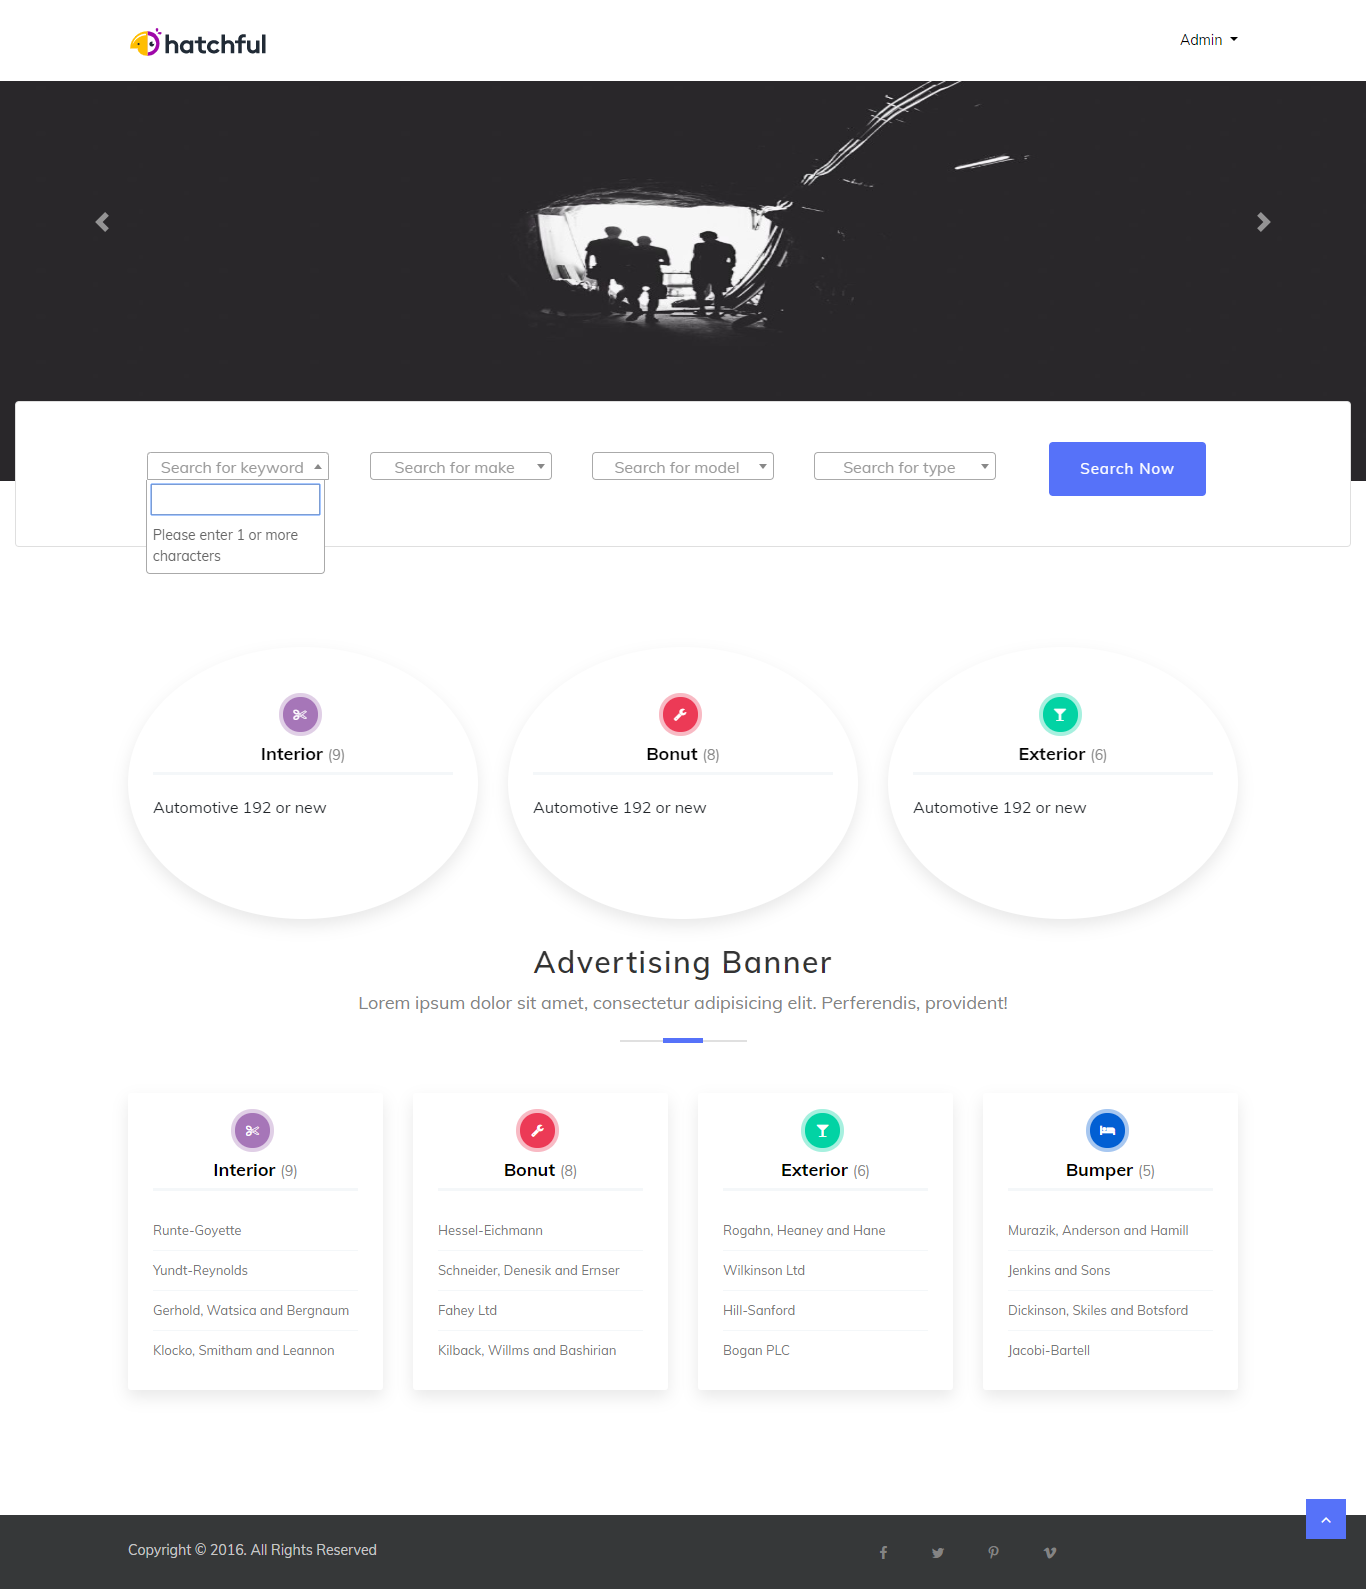 hatchful
Admin
Search for keyword
Search for make
Search for model
Search for type
Search Now
Please enter 1 or more
characters
Interior (9)
Automotive 192 or new
Bonut (8)
Automotive 192 or new
Exterior (6)
Automotive 192 or new
Advertising Banner
Lorem ipsum dolor sit amet, consectetur adipisicing elit. Perferendis, provident!
Interior (9)
Runte-Goyette
Yundt-Reynolds
Gerhold, Watsica and Bergnaum
Klocko, Smitham and Leannon
Bonut (8)
Hessel-Eichmann
Schneider, Denesik and Ernser
Fahey Ltd
Kilback, Willms and Bashirian
Exterior (6)
Rogahn, Heaney and Hane
Wilkinson Ltd
Hill-Sanford
Bogan PLC
Bumper (5)
Murazik, Anderson and Hamill
Jenkins and Sons
Dickinson, Skiles and Botsford
Jacobi-Bartell
Copyright © 2016. All Rights Reserved